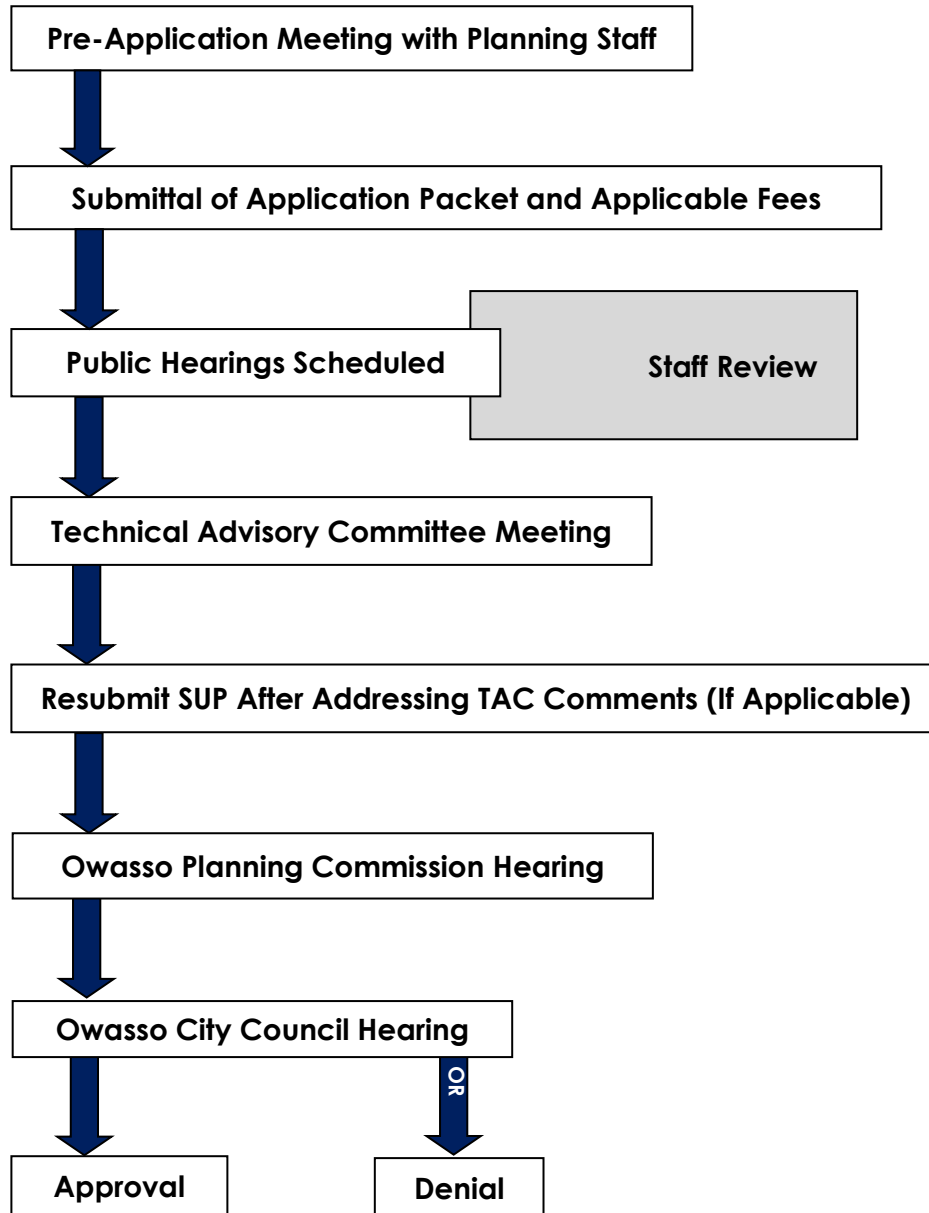 Pre-Application Meeting with Planning Staff
Submittal of Application Packet and Applicable Fees
Public Hearings Scheduled
Staff Review
Technical Advisory Committee Meeting
Resubmit SUP After Addressing TAC Comments (If Applicable)
Owasso Planning Commission Hearing
Owasso City Council Hearing
OR
Approval
Denial